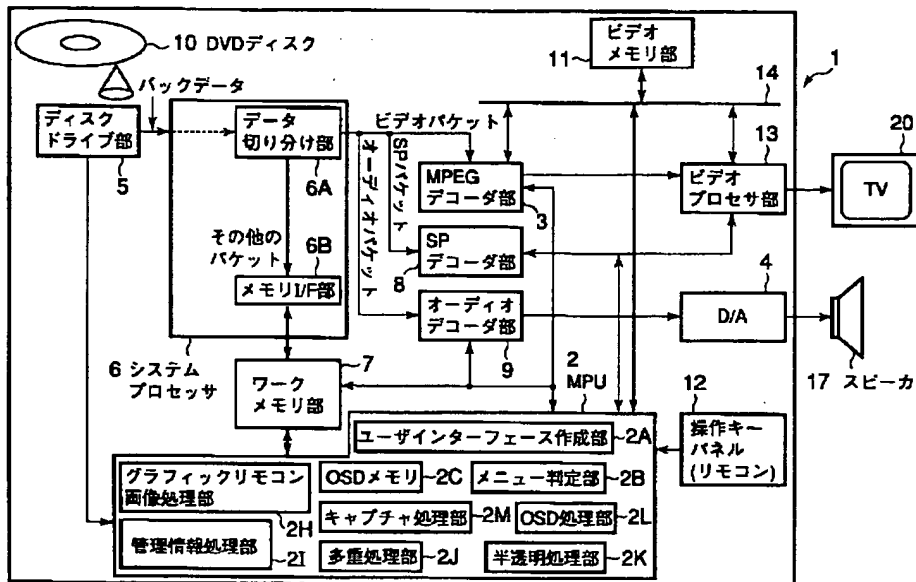 10 DVDディスク
ビデオ
メモリ部
11
1
パックデータ
14
ディスク
ドライブ部
5
データ
切り分け部
6A
ビデオパケット
SPパケット
オーディオパケット
MPEG
デコーダ部
3
13
ビデオ
プロセサ部
20
TV
その他の
パケット
6B
メモリI/F部
SP
デコーダ部
8
4
D/A
オーディオ
デコーダ部
9
6 システム
プロセッサ
7
ワーク
メモリ部
2
MPU
17 スピーカ
12
操作キー
パネル
(リモコン)
ユーザインターフェース作成部 2A
グラフィックリモコン
画像処理部
2H
OSDメモリ 2C
メニュー判定部 2B
キャプチャ処理部 2M
OSD処理部 2L
管理情報処理部
2I
多重処理部 2J
半透明処理部 2K